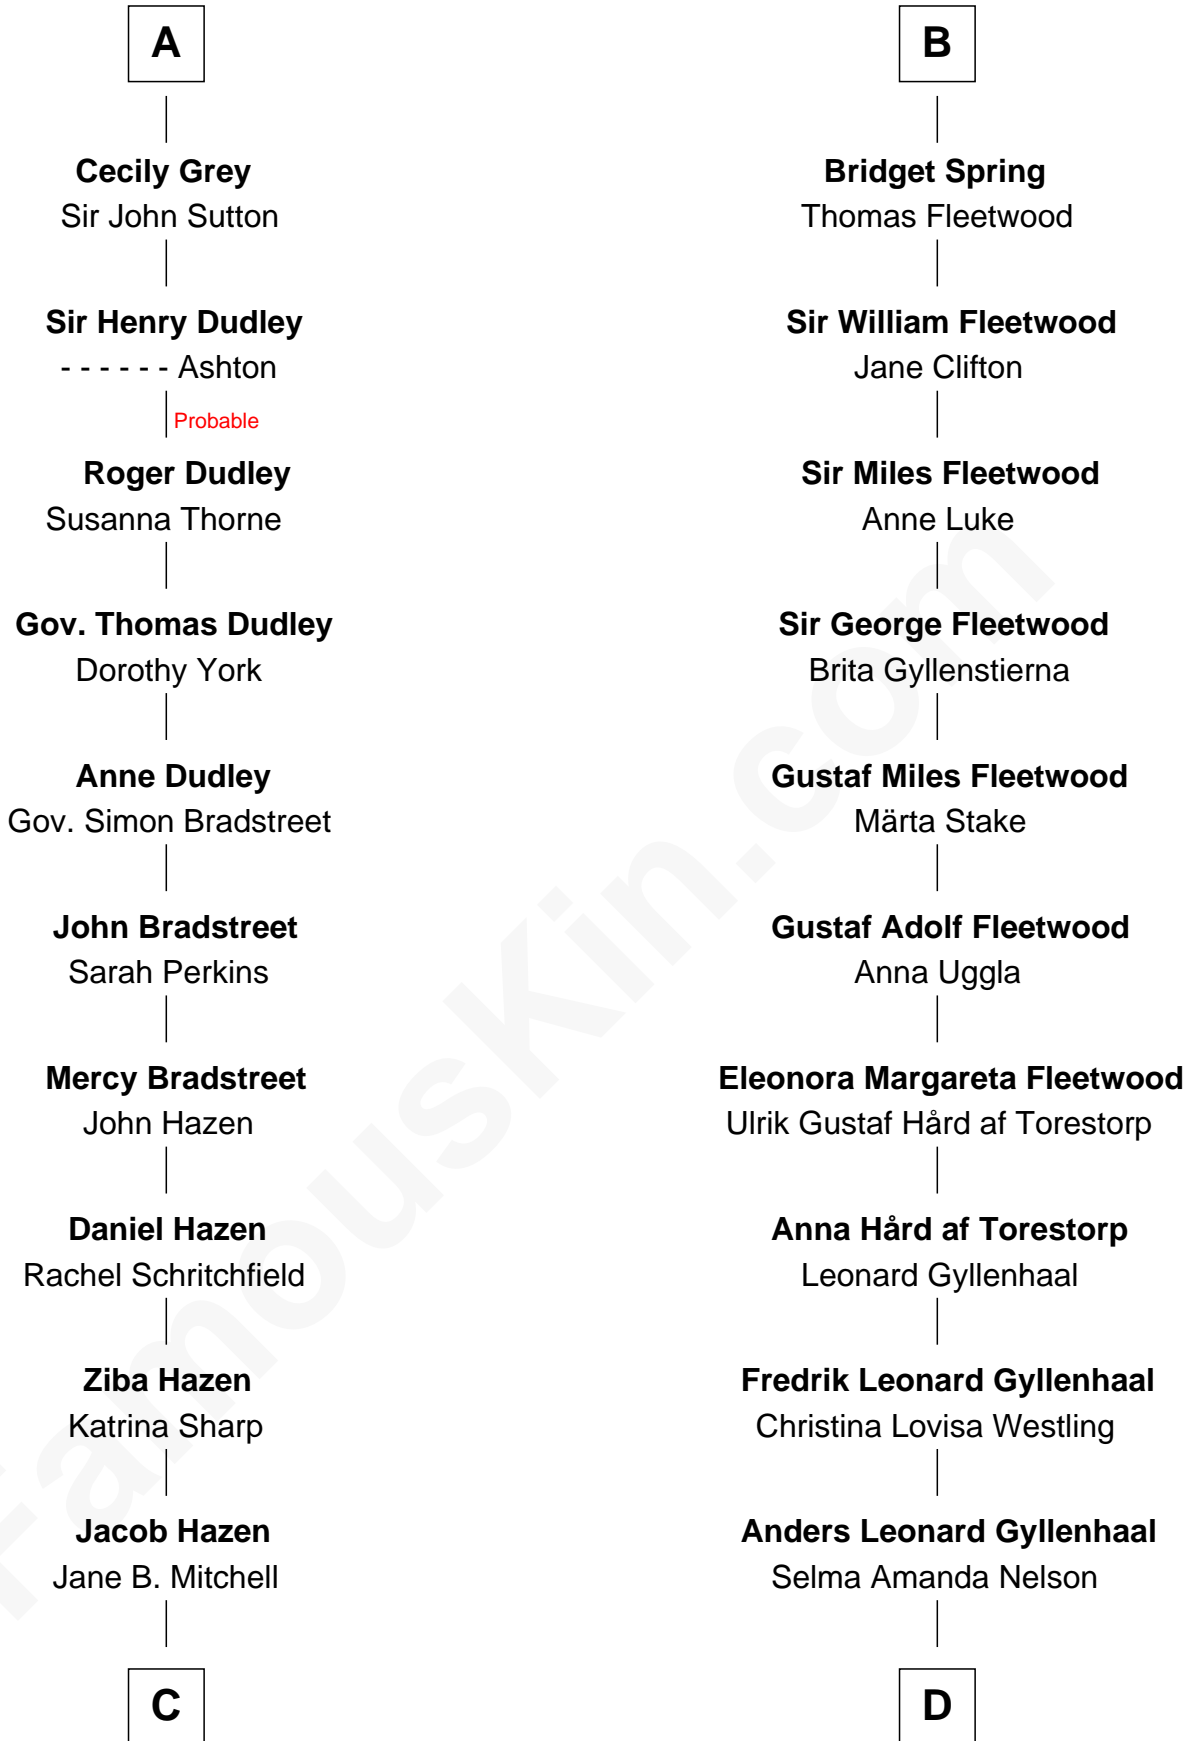 A
Cecily Grey
Sir John Sutton
Sir Henry Dudley
- - - - - - Ashton
Probable
Roger Dudley
Susanna Thorne
Gov. Thomas Dudley
Dorothy York
Anne Dudley
Gov. Simon Bradstreet
John Bradstreet
Sarah Perkins
Mercy Bradstreet
John Hazen
Daniel Hazen
Rachel Schritchfield
Ziba Hazen
Katrina Sharp
Jacob Hazen
Jane B. Mitchell
C
B
Bridget Spring
Thomas Fleetwood
Sir William Fleetwood
Jane Clifton
Sir Miles Fleetwood
Anne Luke
Sir George Fleetwood
Brita Gyllenstierna
Gustaf Miles Fleetwood
Märta Stake
Gustaf Adolf Fleetwood
Anna Uggla
Eleonora Margareta Fleetwood
Ulrik Gustaf Hård af Torestorp
Anna Hård af Torestorp
Leonard Gyllenhaal
Fredrik Leonard Gyllenhaal
Christina Lovisa Westling
Anders Leonard Gyllenhaal
Selma Amanda Nelson
D
FamousKin.com